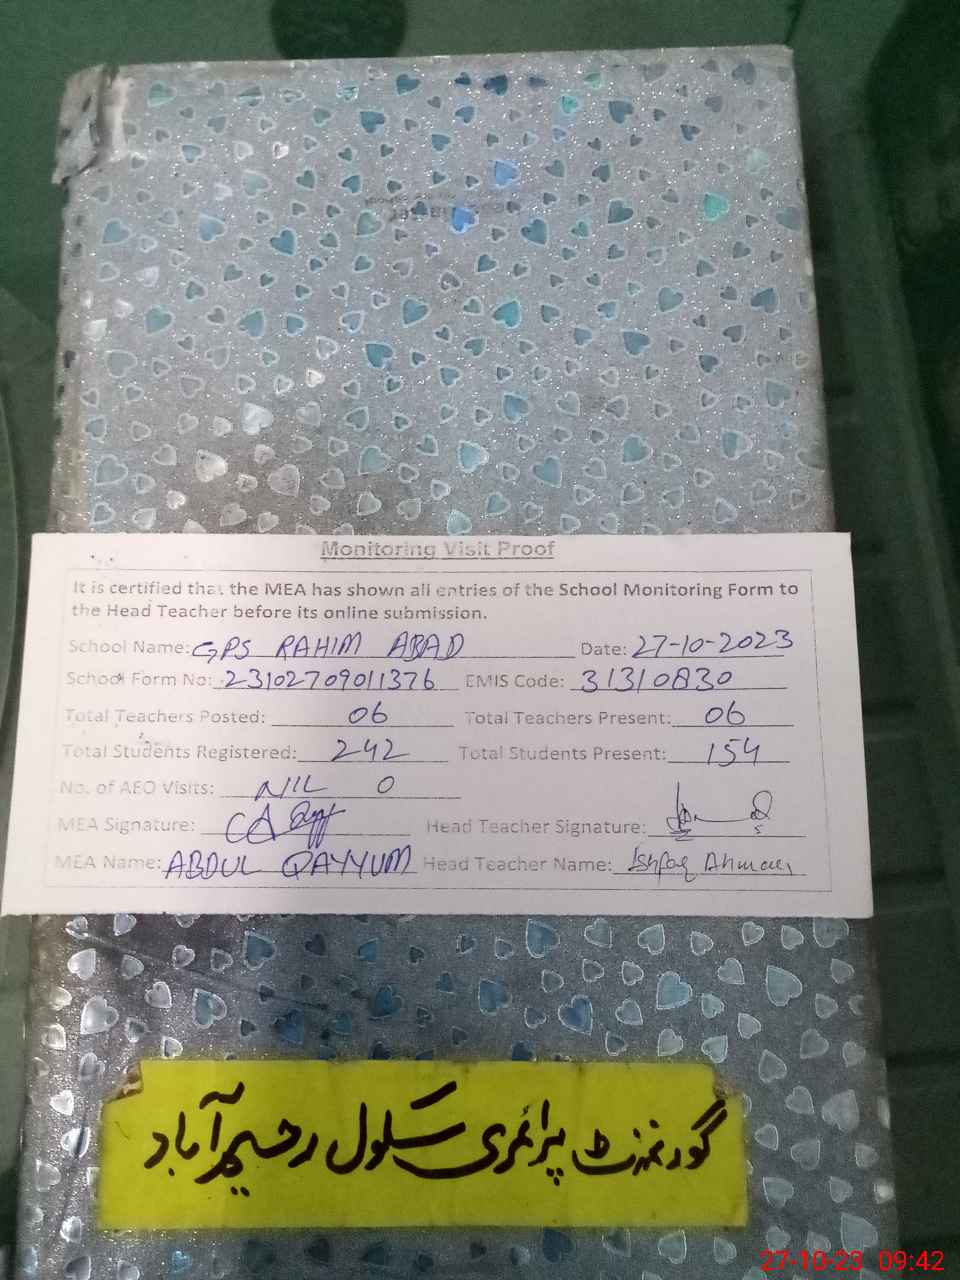 Monitoring Visit Proof
It is certified that the MEA has shown all entries of the School Monitoring Form to
the Head Teacher before its online submission.
School Name: GPS RAHIM ABAD Date: 27-10-2023
School Form No: 23102709011376 EMIS Code: 31310830
Total Teachers Posted: 06 Total Teachers Present: 06
Total Students Registered: 242 Total Students Present: 154
No. of AEO Visits: NIL 0
MEA Signature: Head Teacher Signature:
MEA Name: ABDUL QAYYUM Head Teacher Name: Ishfaq Ahmad
گورنمنٹ پرائمری سکول رحیم آباد
27-10-23 09:42